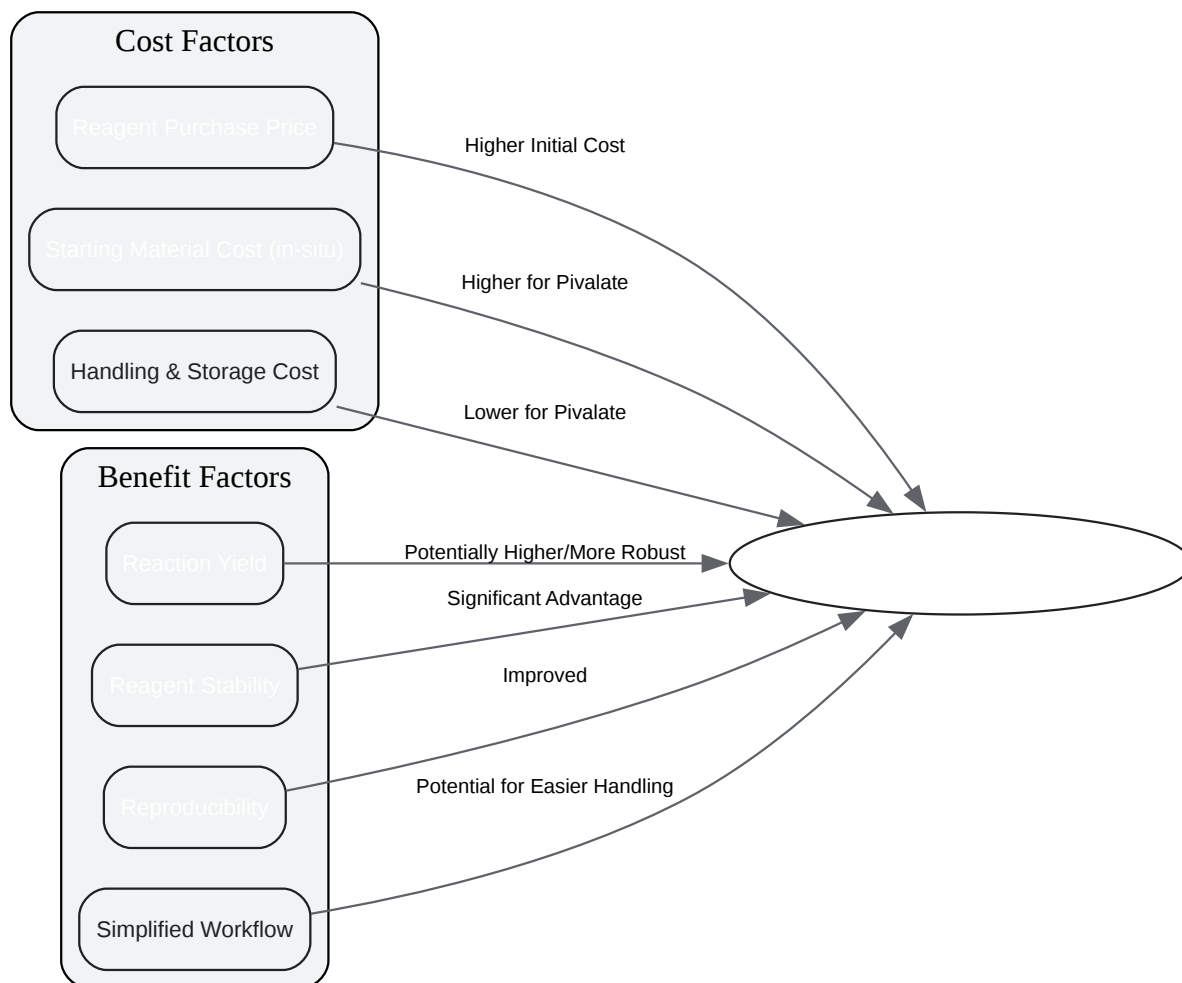 Cost Factors
Reagent Purchase Price
Higher Initial Cost
Starting Material Cost (in-situ)
Higher for Pivalate
Handling & Storage Cost
Lower for Pivalate
Benefit Factors
Reaction Yield
Potentially Higher/More Robust
Significant Advantage
Reagent Stability
Improved
Reproducibility
Potential for Easier Handling
Simplified Workflow